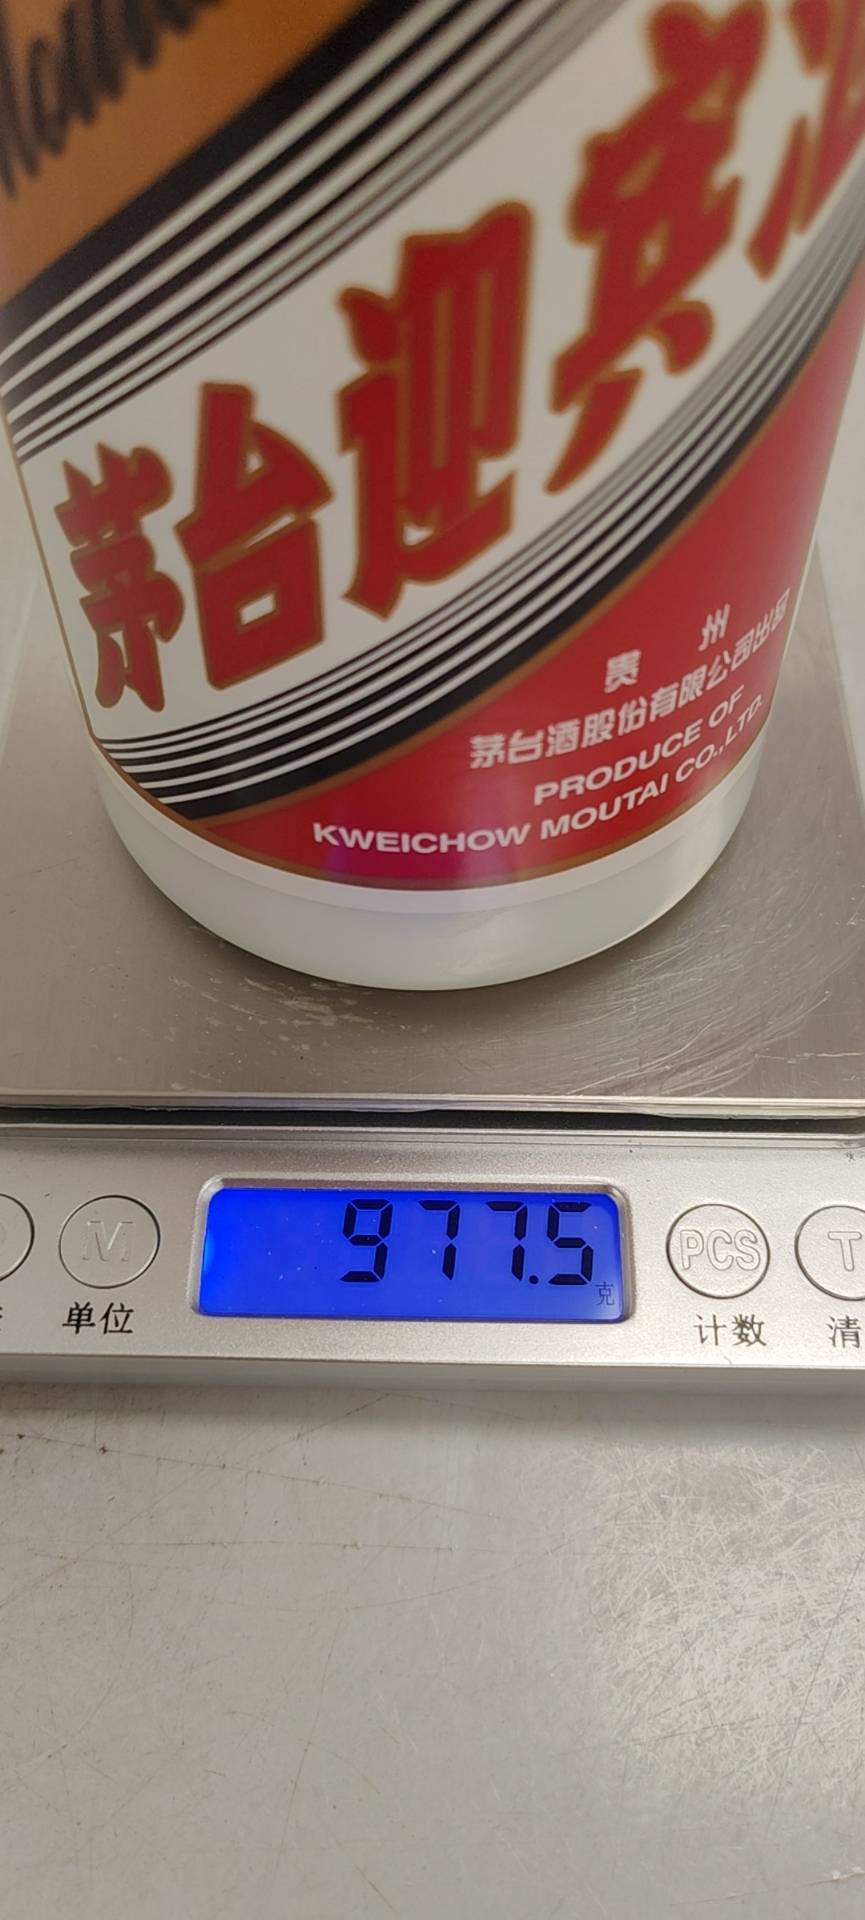 茅台迎宾酒
贵 州
茅台酒股份有限公司出品
PRODUCE OF
KWEICHOW MOUTAI CO.,LTD.
977.5
克
M
PCS
T
单位
计数
清